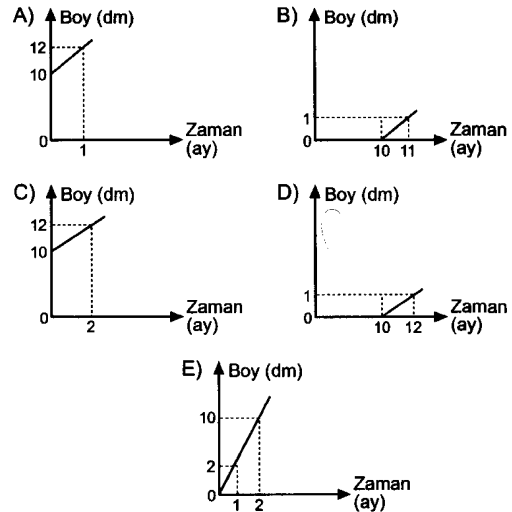 A) Boy (dm)
12
10
0
1
Zaman
(ay)
B) Boy (dm)
1
0
10 11
Zaman
(ay)
C) Boy (dm)
12
10
0
2
Zaman
(ay)
D) Boy (dm)
1
0
10 12
Zaman
(ay)
E) Boy (dm)
10
2
0
1 2
Zaman
(ay)